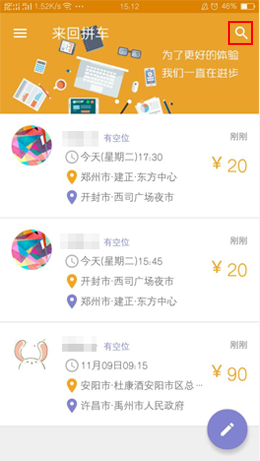 1.52K/s 15:12 46%
来回拼车
为了更好的体验
我们一直在进步
有空位 刚刚
今天(星期二)17:30
¥ 20
郑州市·建正·东方中心
开封市·西司广场夜市
有空位 刚刚
今天(星期二)15:45
¥ 20
开封市·西司广场夜市
郑州市·建正·东方中心
有空位 刚刚
11月09日09:15
¥ 90
安阳市·杜康酒安阳市区总···
许昌市·禹州市人民政府